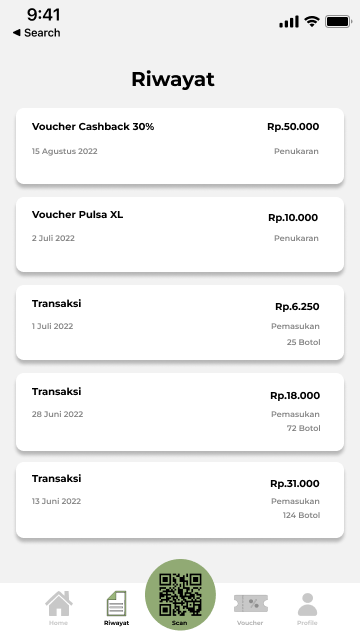 9:41
◀ Search
Riwayat
Voucher Cashback 30% Rp.50.000
15 Agustus 2022 Penukaran
Voucher Pulsa XL Rp.10.000
2 Juli 2022 Penukaran
Transaksi Rp.6.250
1 Juli 2022 Pemasukan
25 Botol
Transaksi Rp.18.000
28 Juni 2022 Pemasukan
72 Botol
Transaksi Rp.31.000
13 Juni 2022 Pemasukan
124 Botol
Home Riwayat Scan Voucher Profile